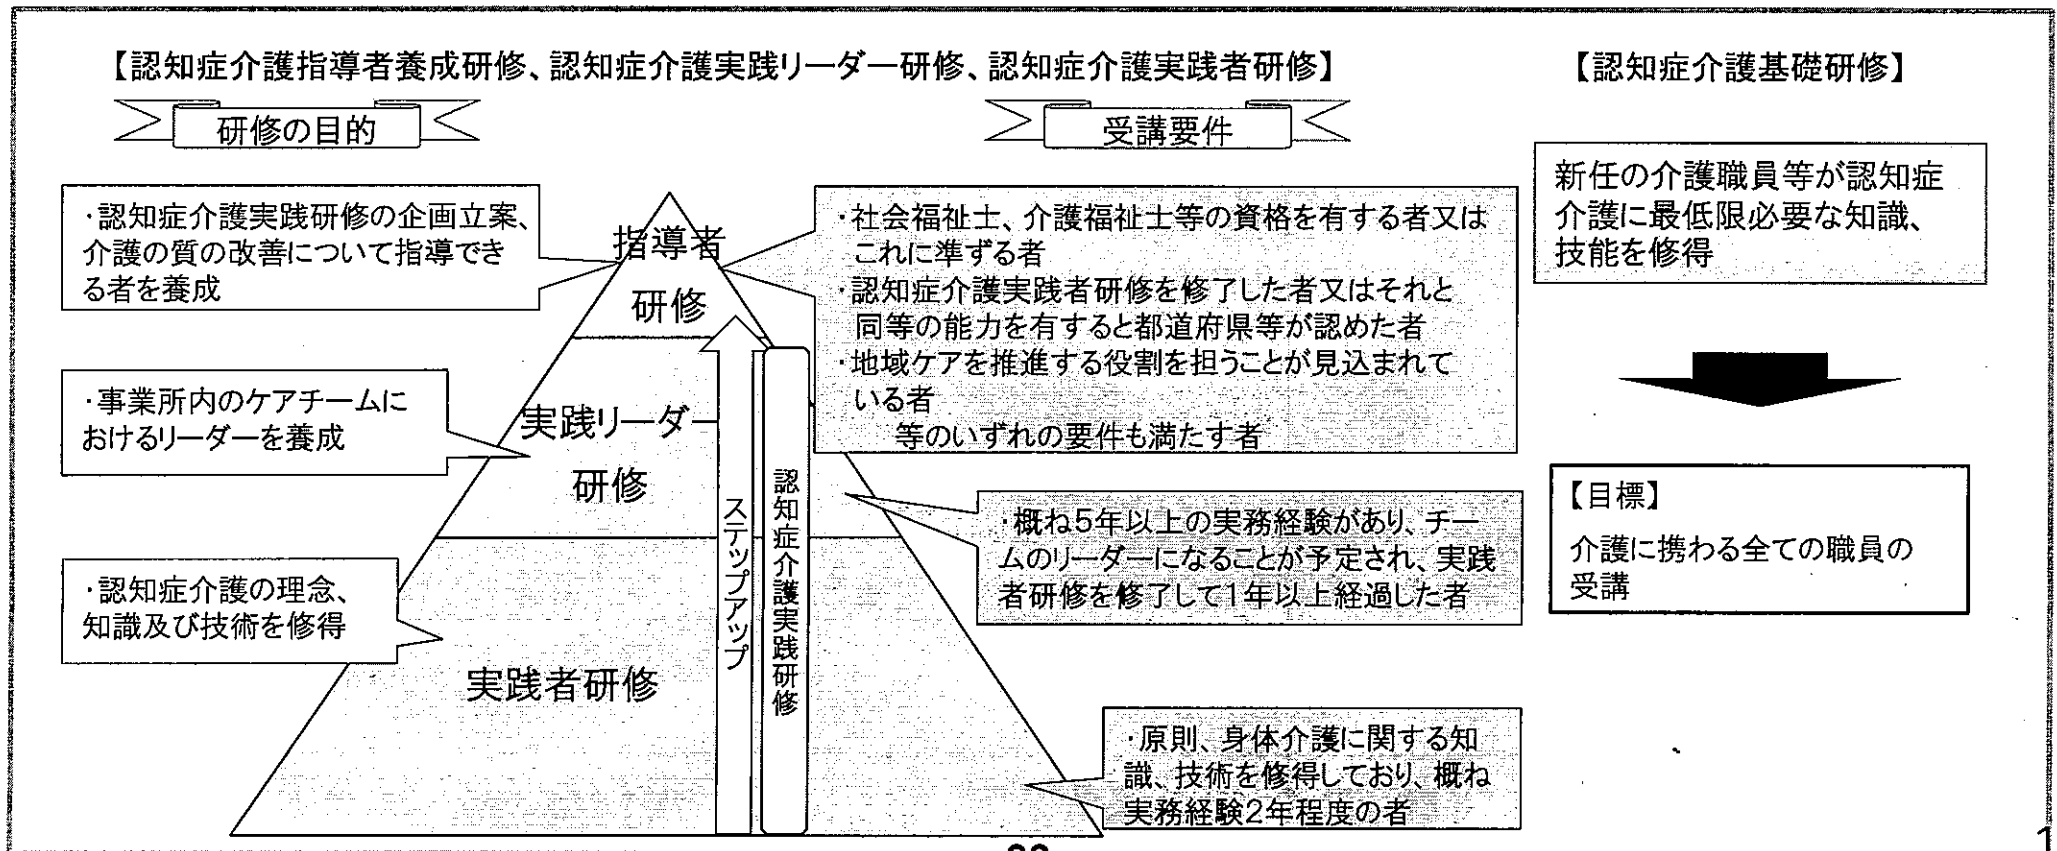 【認知症介護指導者養成研修、認知症介護実践リーダー研修、認知症介護実践者研修】
【認知症介護基礎研修】
研修の目的
受講要件
・認知症介護実践研修の企画立案、
介護の質の改善について指導でき
る者を養成
指導者
研修
・社会福祉士、介護福祉士等の資格を有する者又は
これに準ずる者
・認知症介護実践者研修を修了した者又はそれと
同等の能力を有すると都道府県等が認めた者
・地域ケアを推進する役割を担うことが見込まれて
いる者
等のいずれの要件も満たす者
新任の介護職員等が認知症
介護に最低限必要な知識、
技能を修得
・事業所内のケアチームに
おけるリーダーを養成
実践リーダー
研修
ステップアップ
認知症介護実践研修
・概ね5年以上の実務経験があり、チー
ムのリーダーになることが予定され、実践
者研修を修了して1年以上経過した者
【目標】
介護に携わる全ての職員の
受講
・認知症介護の理念、
知識及び技術を修得
実践者研修
・原則、身体介護に関する知
識、技術を修得しており、概ね
実務経験2年程度の者
1